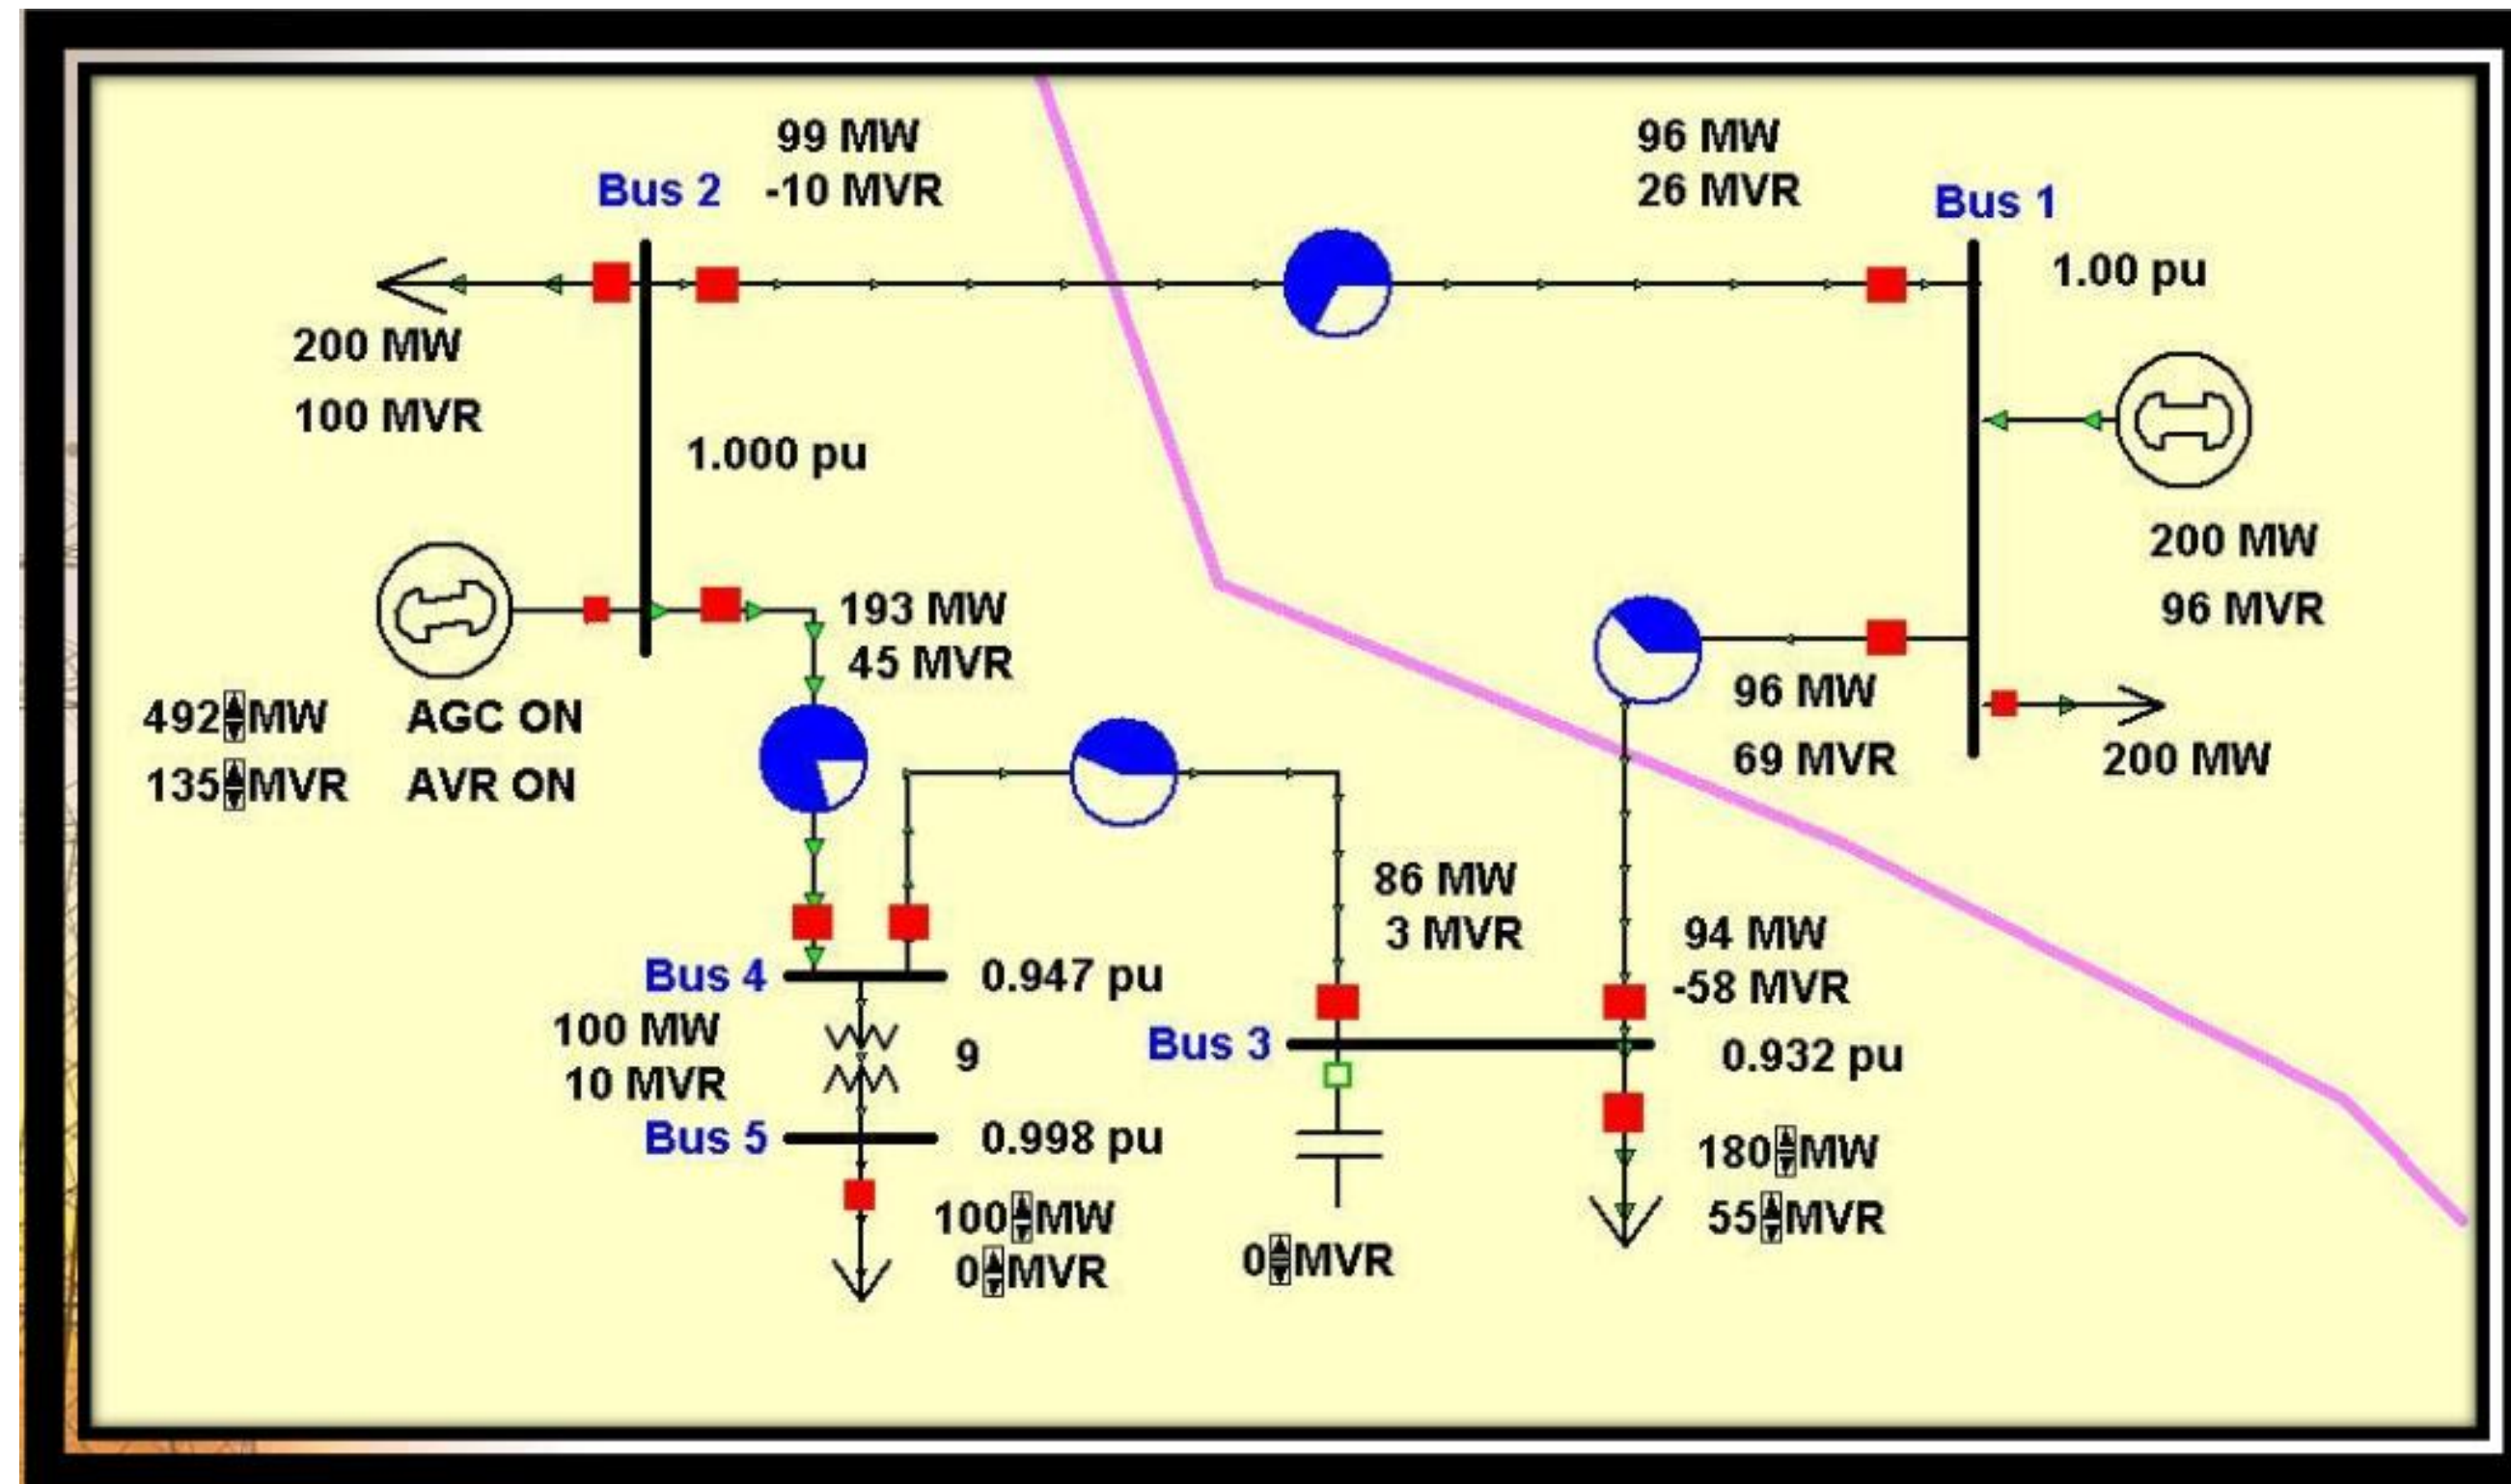 99 MW
-10 MVR
96 MW
26 MVR
Bus 2
Bus 1
1.00 pu
200 MW
100 MVR
1.000 pu
200 MW
96 MVR
193 MW
45 MVR
492 MW
AGC ON
135 MVR
AVR ON
96 MW
69 MVR
200 MW
86 MW
3 MVR
94 MW
-58 MVR
Bus 4
0.947 pu
100 MW
10 MVR
9
Bus 3
0.932 pu
Bus 5
0.998 pu
180 MW
55 MVR
100 MW
0 MVR
0 MVR